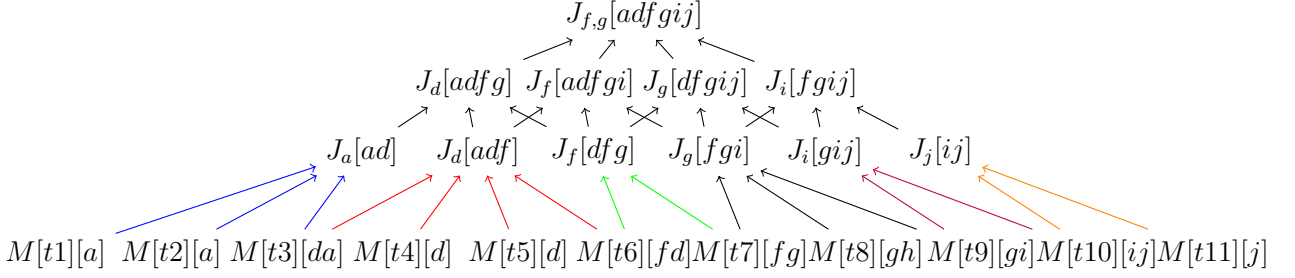 J_{f,g}[adfgij]
J_d[adfg] J_f[adfgi] J_g[dfgij] J_i[fgij]
J_a[ad] J_d[adf] J_f[dfg] J_g[fgi] J_i[gij] J_j[ij]
M[t1][a] M[t2][a] M[t3][da] M[t4][d] M[t5][d] M[t6][fd] M[t7][fg] M[t8][gh] M[t9][gi] M[t10][ij] M[t11][j]